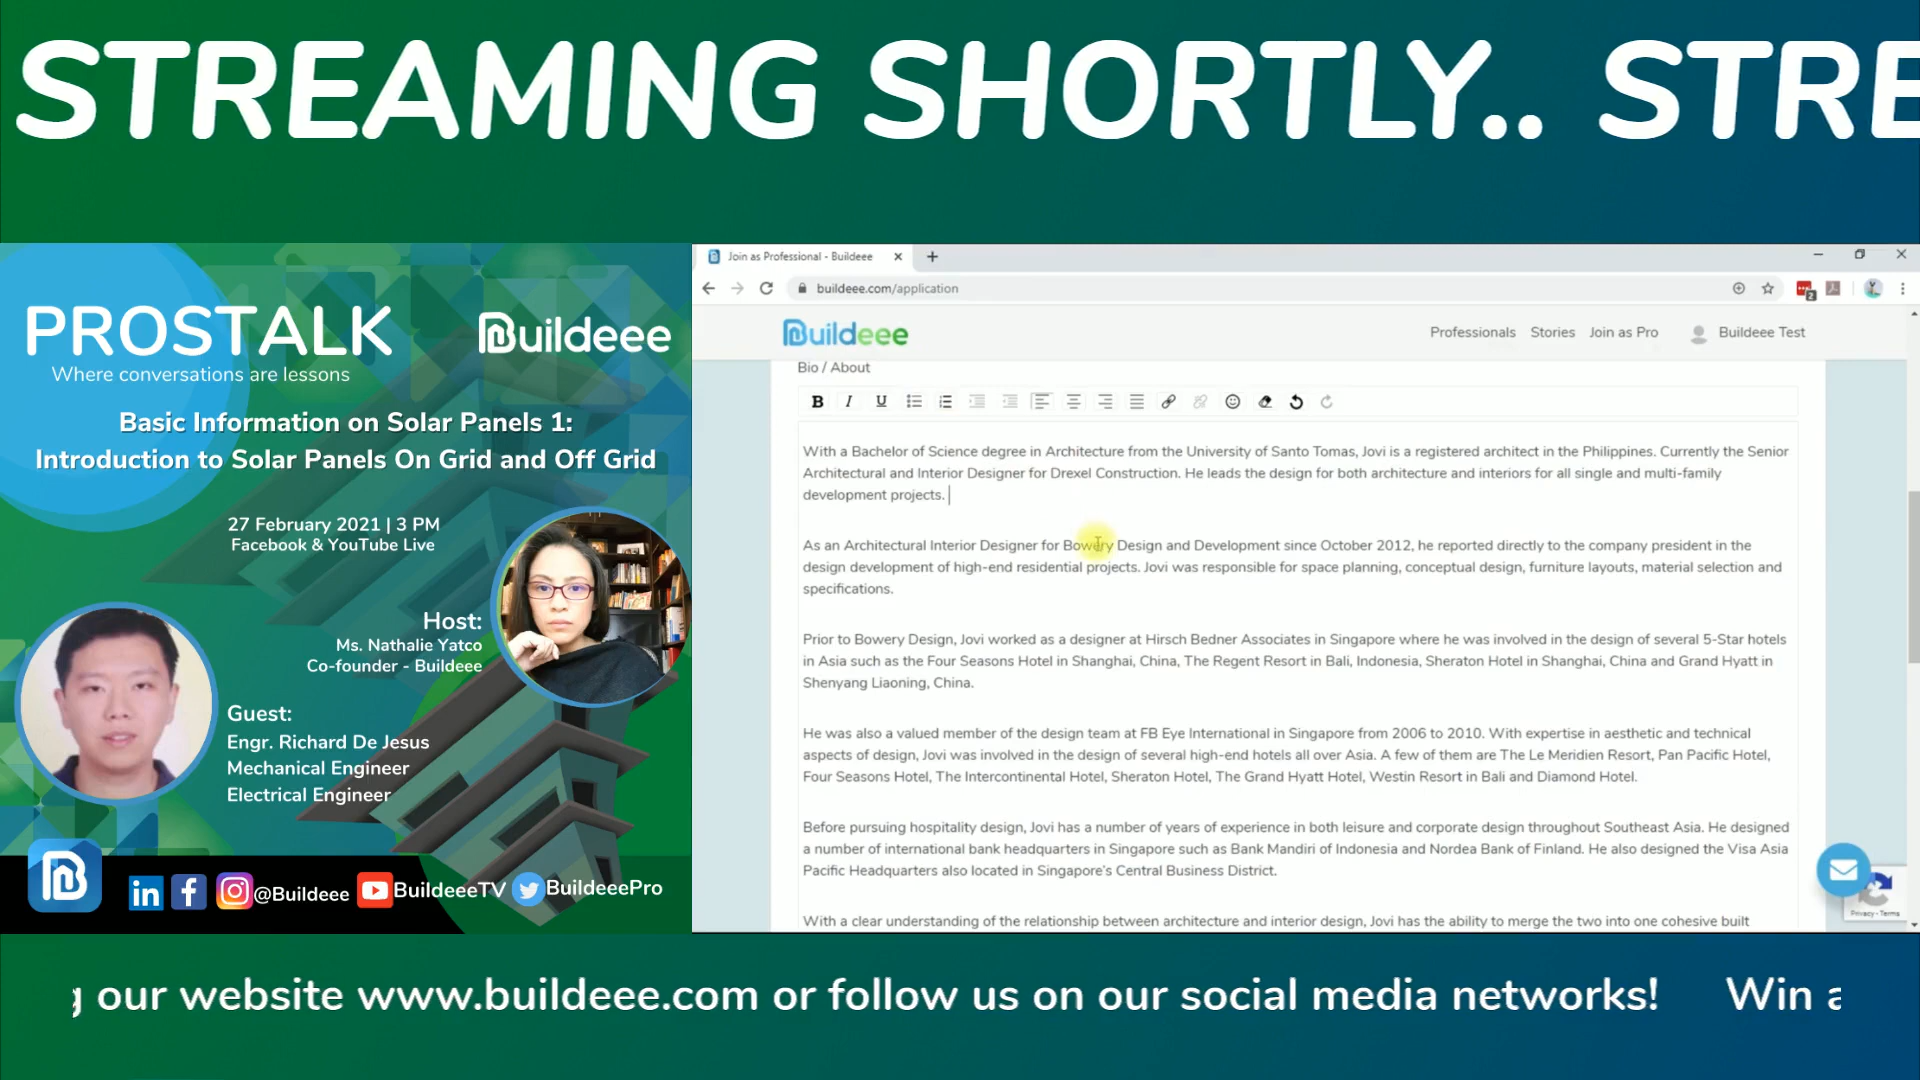 STREAMING SHORTLY.. STRE
PROSTALK
Where conversations are lessons
Buildeee
Basic Information on Solar Panels 1:
Introduction to Solar Panels On Grid and Off Grid
27 February 2021 | 3 PM
Facebook & YouTube Live
Host:
Ms. Nathalie Yatco
Co-founder - Buildeee
Guest:
Engr. Richard De Jesus
Mechanical Engineer
Electrical Engineer
@Buildeee BuildeeeTV BuildeeePro
Join as Professional - Buildeee
buildeee.com/application
Buildeee
Professionals Stories Join as Pro Buildeee Test
Bio / About
B I U
With a Bachelor of Science degree in Architecture from the University of Santo Tomas, Jovi is a registered architect in the Philippines. Currently the Senior
Architectural and Interior Designer for Drexel Construction. He leads the design for both architecture and interiors for all single and multi-family
development projects.
As an Architectural Interior Designer for Bowery Design and Development since October 2012, he reported directly to the company president in the
design development of high-end residential projects. Jovi was responsible for space planning, conceptual design, furniture layouts, material selection and
specifications.
Prior to Bowery Design, Jovi worked as a designer at Hirsch Bedner Associates in Singapore where he was involved in the design of several 5-Star hotels
in Asia such as the Four Seasons Hotel in Shanghai, China, The Regent Resort in Bali, Indonesia, Sheraton Hotel in Shanghai, China and Grand Hyatt in
Shenyang Liaoning, China.
He was also a valued member of the design team at FB Eye International in Singapore from 2006 to 2010. With expertise in aesthetic and technical
aspects of design, Jovi was involved in the design of several high-end hotels all over Asia. A few of them are The Le Meridien Resort, Pan Pacific Hotel,
Four Seasons Hotel, The Intercontinental Hotel, Sheraton Hotel, The Grand Hyatt Hotel, Westin Resort in Bali and Diamond Hotel.
Before pursuing hospitality design, Jovi has a number of years of experience in both leisure and corporate design throughout Southeast Asia. He designed
a number of international bank headquarters in Singapore such as Bank Mandiri of Indonesia and Nordea Bank of Finland. He also designed the Visa Asia
Pacific Headquarters also located in Singapore's Central Business District.
With a clear understanding of the relationship between architecture and interior design, Jovi has the ability to merge the two into one cohesive built
Privacy - Terms
our website www.buildeee.com or follow us on our social media networks! Win